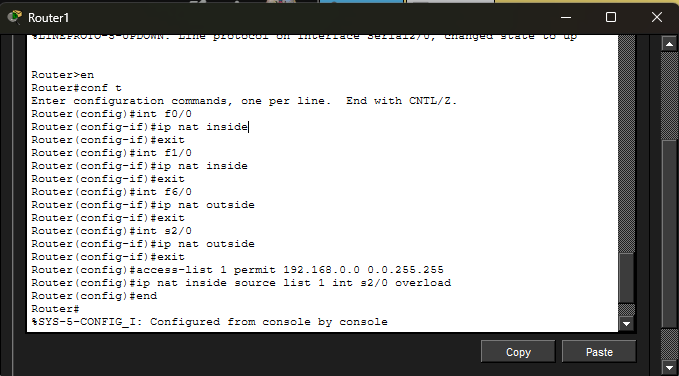 Router1
%LINEPROTO-5-UPDOWN: Line protocol on Interface Serial2/0, changed state to up
Router>en
Router#conf t
Enter configuration commands, one per line.  End with CNTL/Z.
Router(config)#int f0/0
Router(config-if)#ip nat inside
Router(config-if)#exit
Router(config)#int f1/0
Router(config-if)#ip nat inside
Router(config-if)#exit
Router(config)#int f6/0
Router(config-if)#ip nat outside
Router(config-if)#exit
Router(config)#int s2/0
Router(config-if)#ip nat outside
Router(config-if)#exit
Router(config)#access-list 1 permit 192.168.0.0 0.0.255.255
Router(config)#ip nat inside source list 1 int s2/0 overload
Router(config)#end
Router#
%SYS-5-CONFIG_I: Configured from console by console
Copy
Paste